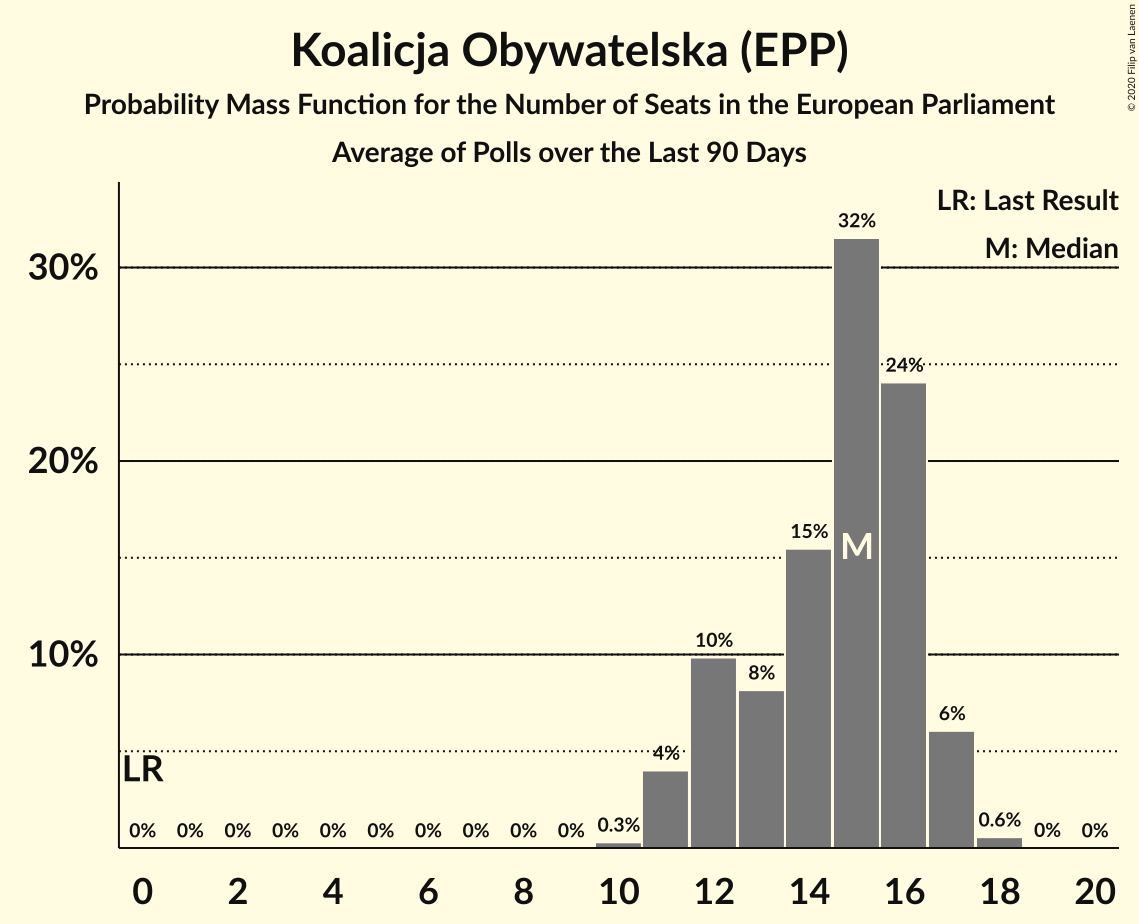 Koalicja Obywatelska (EPP)
Probability Mass Function for the Number of Seats in the European Parliament
Average of Polls over the Last 90 Days
© 2020 Filip van Laenen
LR: Last Result
M: Median
30%
20%
10%
32%
24%
15%
M
10%
8%
6%
4%
LR
0% 0% 0% 0% 0% 0% 0% 0% 0% 0% 0.3% 0.6% 0% 0%
0 2 4 6 8 10 12 14 16 18 20